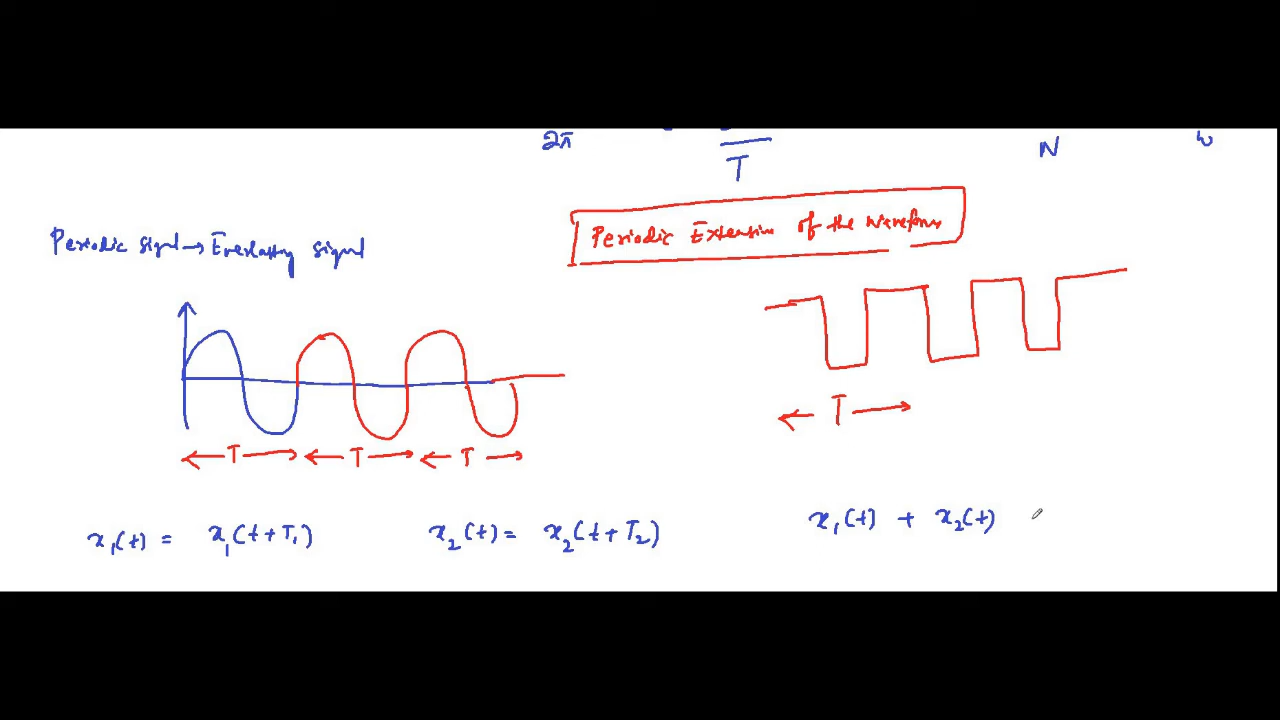 2π T N ω
Periodic Extension of the waveform
Periodic signal → Everlasting signal
T T T
T
x₁(t) = x₁(t+T₁) x₂(t) = x₂(t+T₂) x₁(t) + x₂(t)